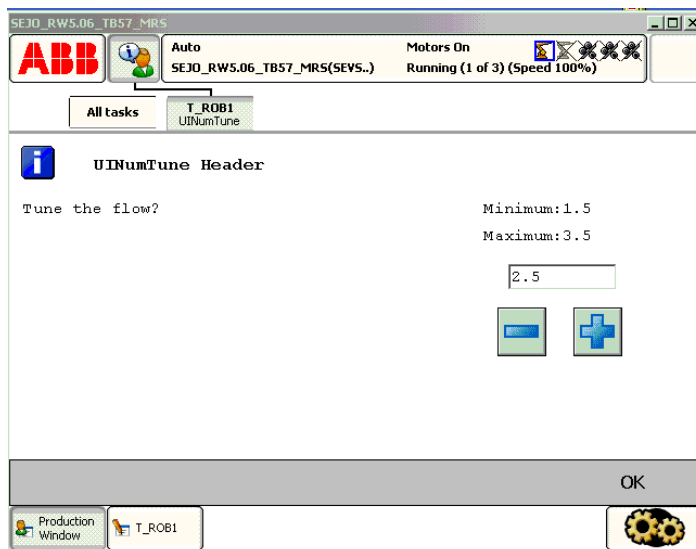 SEJO_RW5.06_TB57_MRS
ABB
Auto
SEJO_RW5.06_TB57_MRS(SEVS..)
Motors On
Running (1 of 3) (Speed 100%)
All tasks
T_ROB1
UINumTune
UINumTune Header
Tune the flow?
Minimum:1.5
Maximum:3.5
2.5
OK
Production
Window
T_ROB1